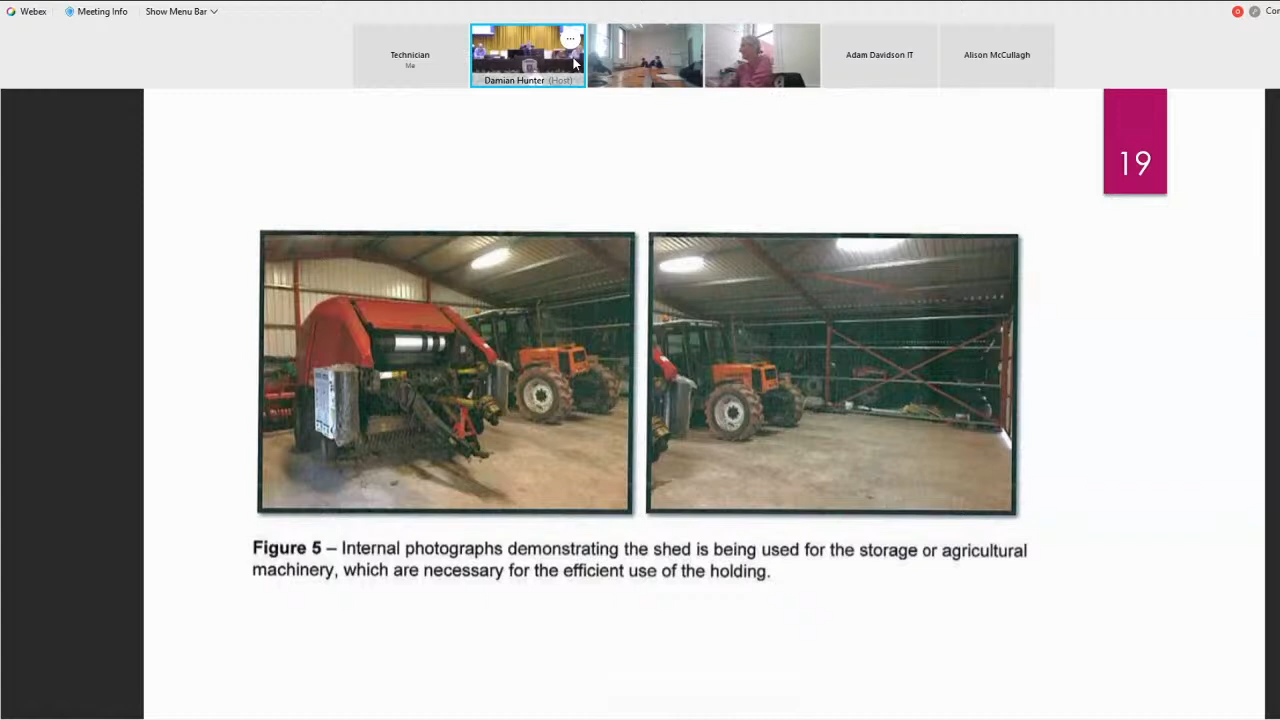 Webex
Meeting Info
Show Menu Bar
Technician
Me
Damian Hunter (Host)
Adam Davidson IT
Alison McCullagh
19
Figure 5 – Internal photographs demonstrating the shed is being used for the storage or agricultural
machinery, which are necessary for the efficient use of the holding.